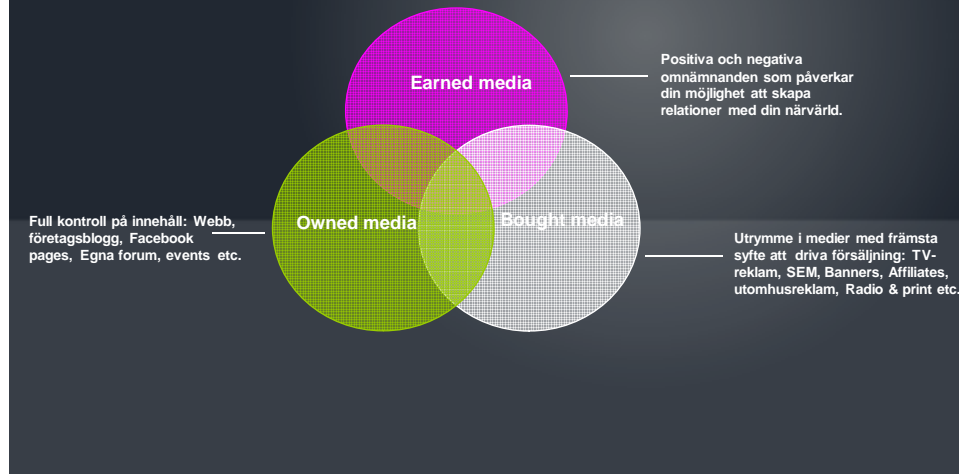 Earned media
Positiva och negativa
omnämnanden som påverkar
din möjlighet att skapa
relationer med din närvärld.
Owned media
Bought media
Full kontroll på innehåll: Webb,
företagsblogg, Facebook
pages, Egna forum, events etc.
Utrymme i medier med främsta
syfte att driva försäljning: TV-
reklam, SEM, Banners, Affiliates,
utomhusreklam, Radio & print etc.